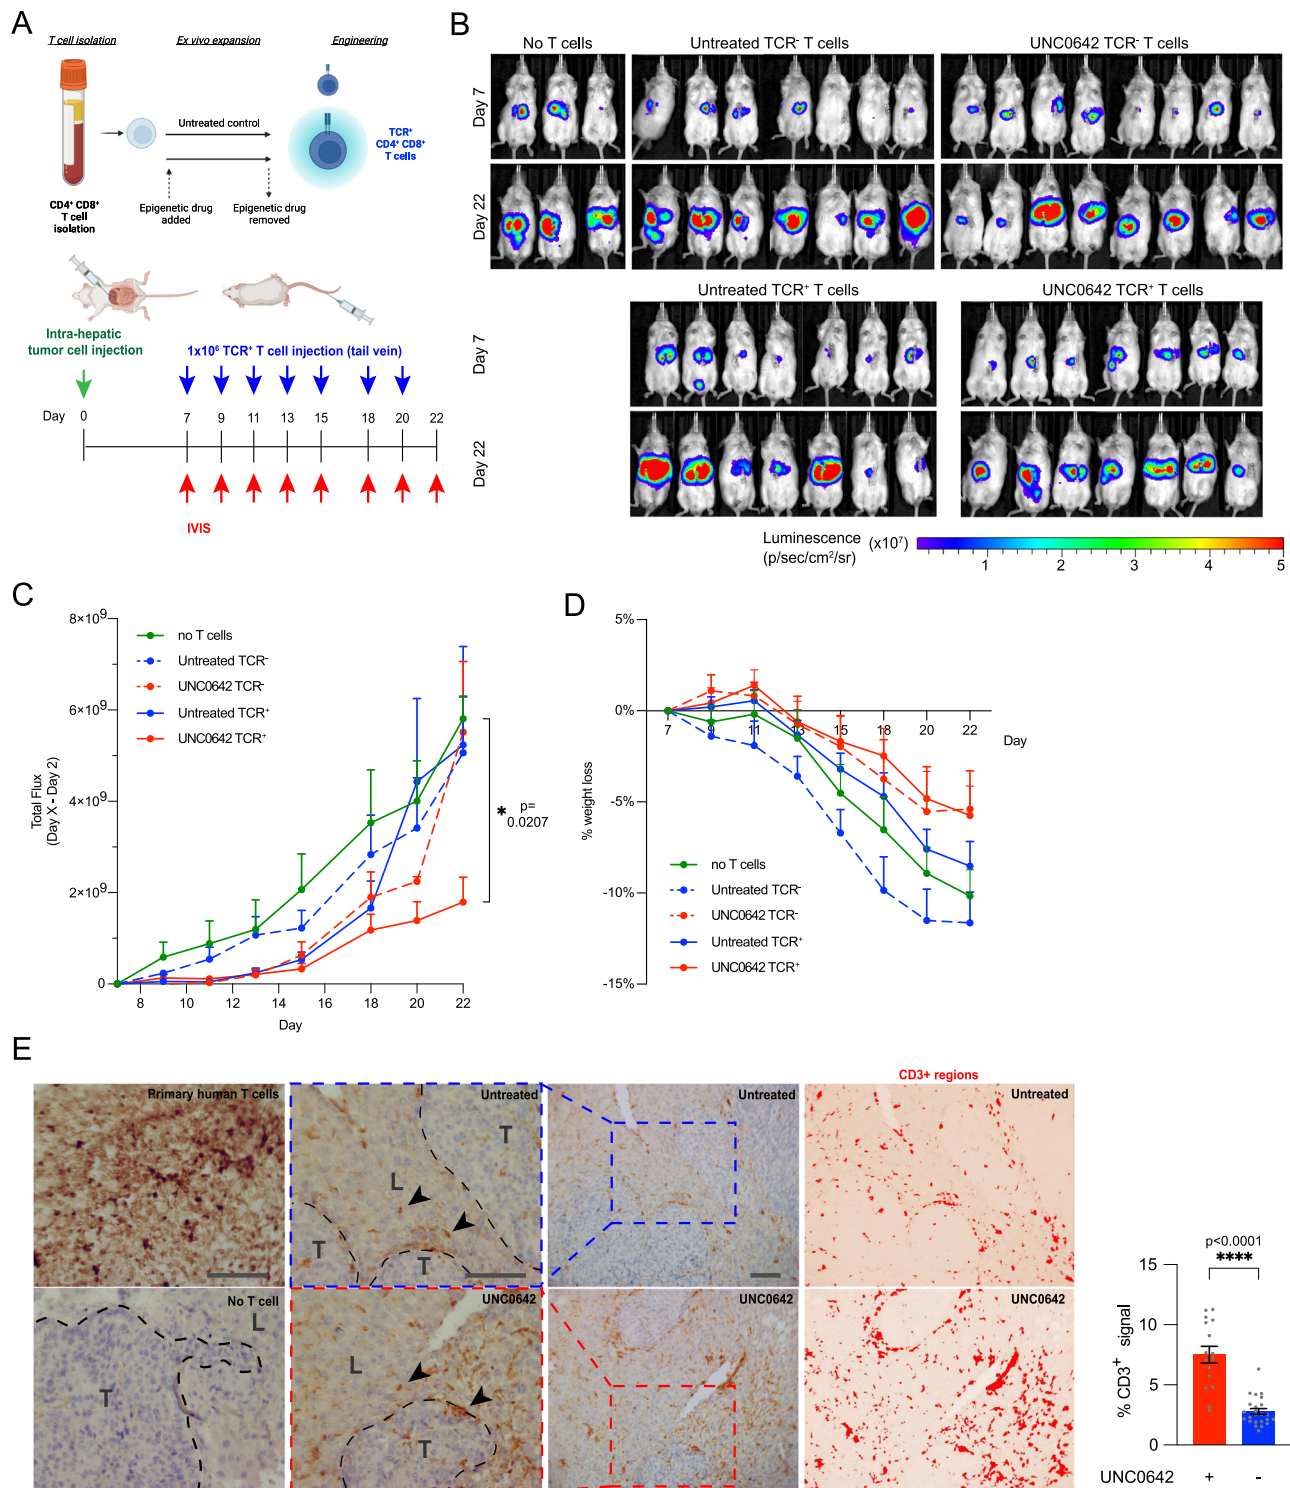 A
T cell isolation
Ex vivo expansion
Engineering
Untreated control
TCR⁺
CD4⁺ CD8⁺
T cells
CD4⁺ CD8⁺
T cell
isolation
Epigenetic drug
added
Epigenetic drug
removed
Intra-hepatic
tumor cell injection
1x10⁶ TCR⁺ T cell injection (tail vein)
Day
0
7
9
11
13
15
18
20
22
IVIS
B
No T cells
Untreated TCR⁻ T cells
UNC0642 TCR⁻ T cells
Day 7
Day 22
Untreated TCR⁺ T cells
UNC0642 TCR⁺ T cells
Day 7
Day 22
Luminescence
(p/sec/cm²/sr)
(x10⁷)
1
2
3
4
5
C
8×10⁹
6×10⁹
4×10⁹
2×10⁹
0
Total Flux
(Day X - Day 2)
no T cells
Untreated TCR⁻
UNC0642 TCR⁻
Untreated TCR⁺
UNC0642 TCR⁺
* p=
0.0207
8
10
12
14
16
18
20
22
Day
D
5%
0%
-5%
-10%
-15%
% weight loss
7
9
11
13
15
18
20
22
Day
no T cells
Untreated TCR⁻
UNC0642 TCR⁻
Untreated TCR⁺
UNC0642 TCR⁺
E
CD3+ regions
Primary human T cells
Untreated
T
L
T
T
Untreated
Untreated
No T cell
L
T
UNC0642
L
T
UNC0642
UNC0642
p<0.0001
****
15
10
5
0
% CD3⁺ signal
UNC0642
+
-